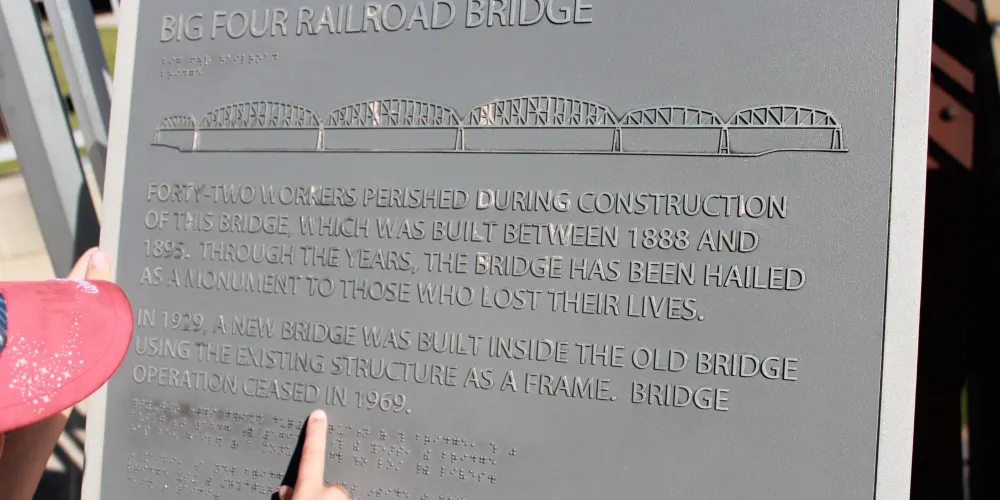 BIG FOUR RAILROAD BRIDGE
FORTY-TWO WORKERS PERISHED DURING CONSTRUCTION
OF THIS BRIDGE, WHICH WAS BUILT BETWEEN 1888 AND
1895. THROUGH THE YEARS, THE BRIDGE HAS BEEN HAILED
AS A MONUMENT TO THOSE WHO LOST THEIR LIVES.
IN 1929, A NEW BRIDGE WAS BUILT INSIDE THE OLD BRIDGE
USING THE EXISTING STRUCTURE AS A FRAME. BRIDGE
OPERATION CEASED IN 1969.